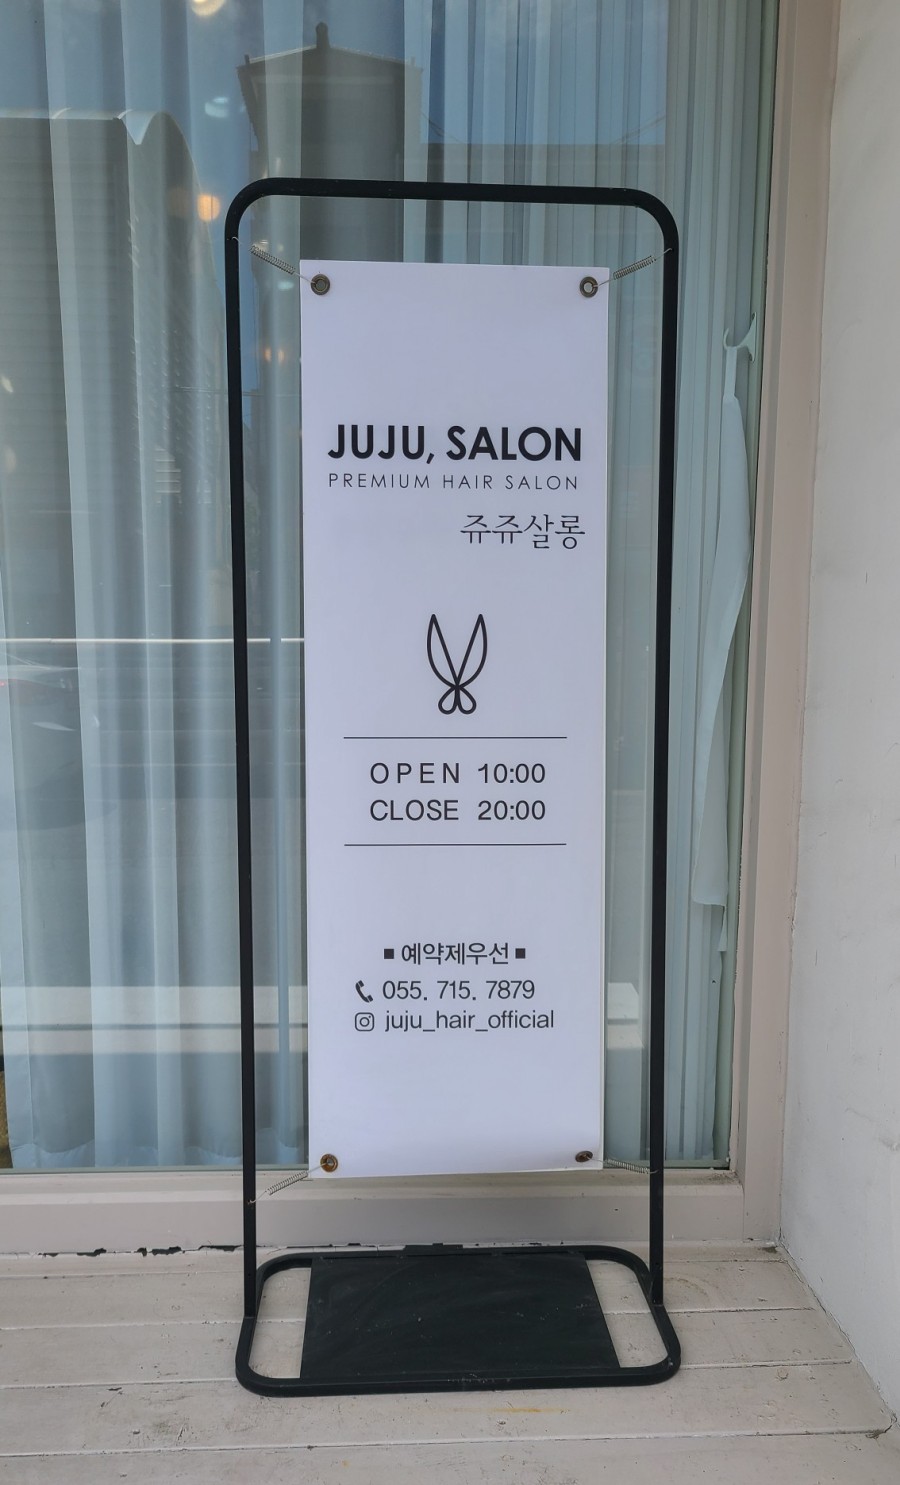 JUJU, SALON
PREMIUM HAIR SALON
쥬쥬살롱
OPEN 10:00
CLOSE 20:00
▪예약제우선▪
055. 715. 7879
juju_hair_official